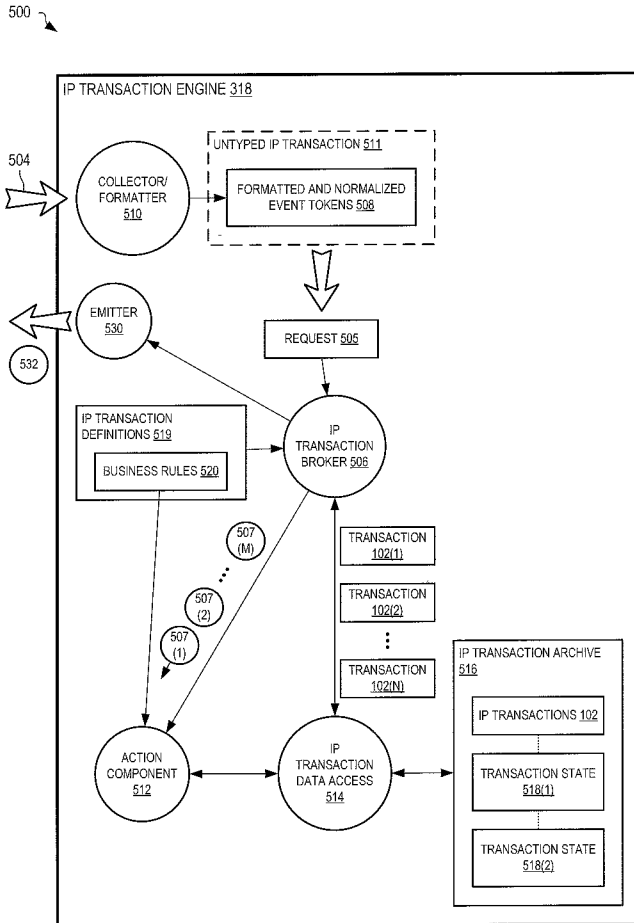 500
IP TRANSACTION ENGINE 318
504
COLLECTOR/
FORMATTER
510
UNTYPED IP TRANSACTION 511
FORMATTED AND NORMALIZED
EVENT TOKENS 508
EMITTER
530
532
REQUEST 505
IP TRANSACTION
DEFINITIONS 519
BUSINESS RULES 520
IP
TRANSACTION
BROKER 506
507
(M)
507
(2)
507
(1)
TRANSACTION
102(1)
TRANSACTION
102(2)
TRANSACTION
102(N)
IP TRANSACTION ARCHIVE
516
IP TRANSACTIONS 102
TRANSACTION STATE
518(1)
TRANSACTION STATE
518(2)
ACTION
COMPONENT
512
IP
TRANSACTION
DATA ACCESS
514